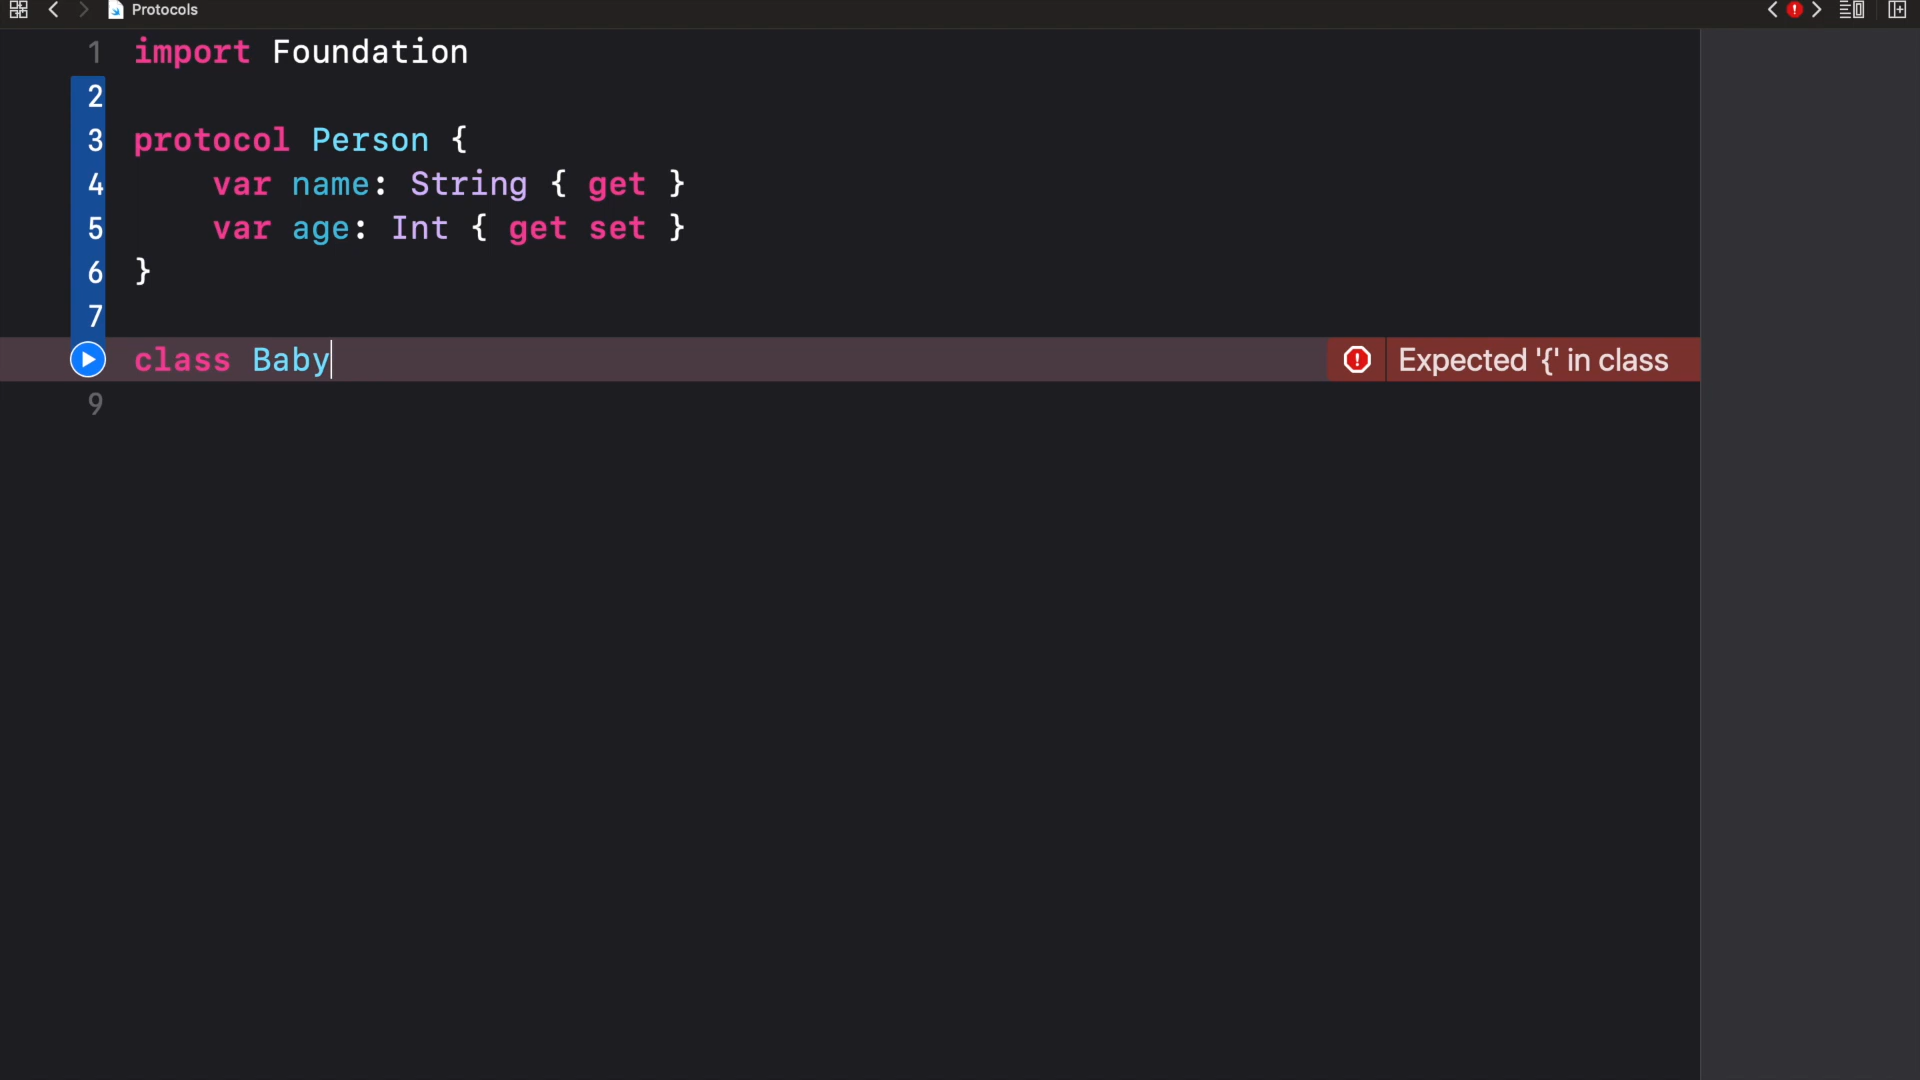 Protocols
1 import Foundation
2
3 protocol Person {
4 var name: String { get }
5 var age: Int { get set }
6 }
7
class Baby Expected '{' in class
9